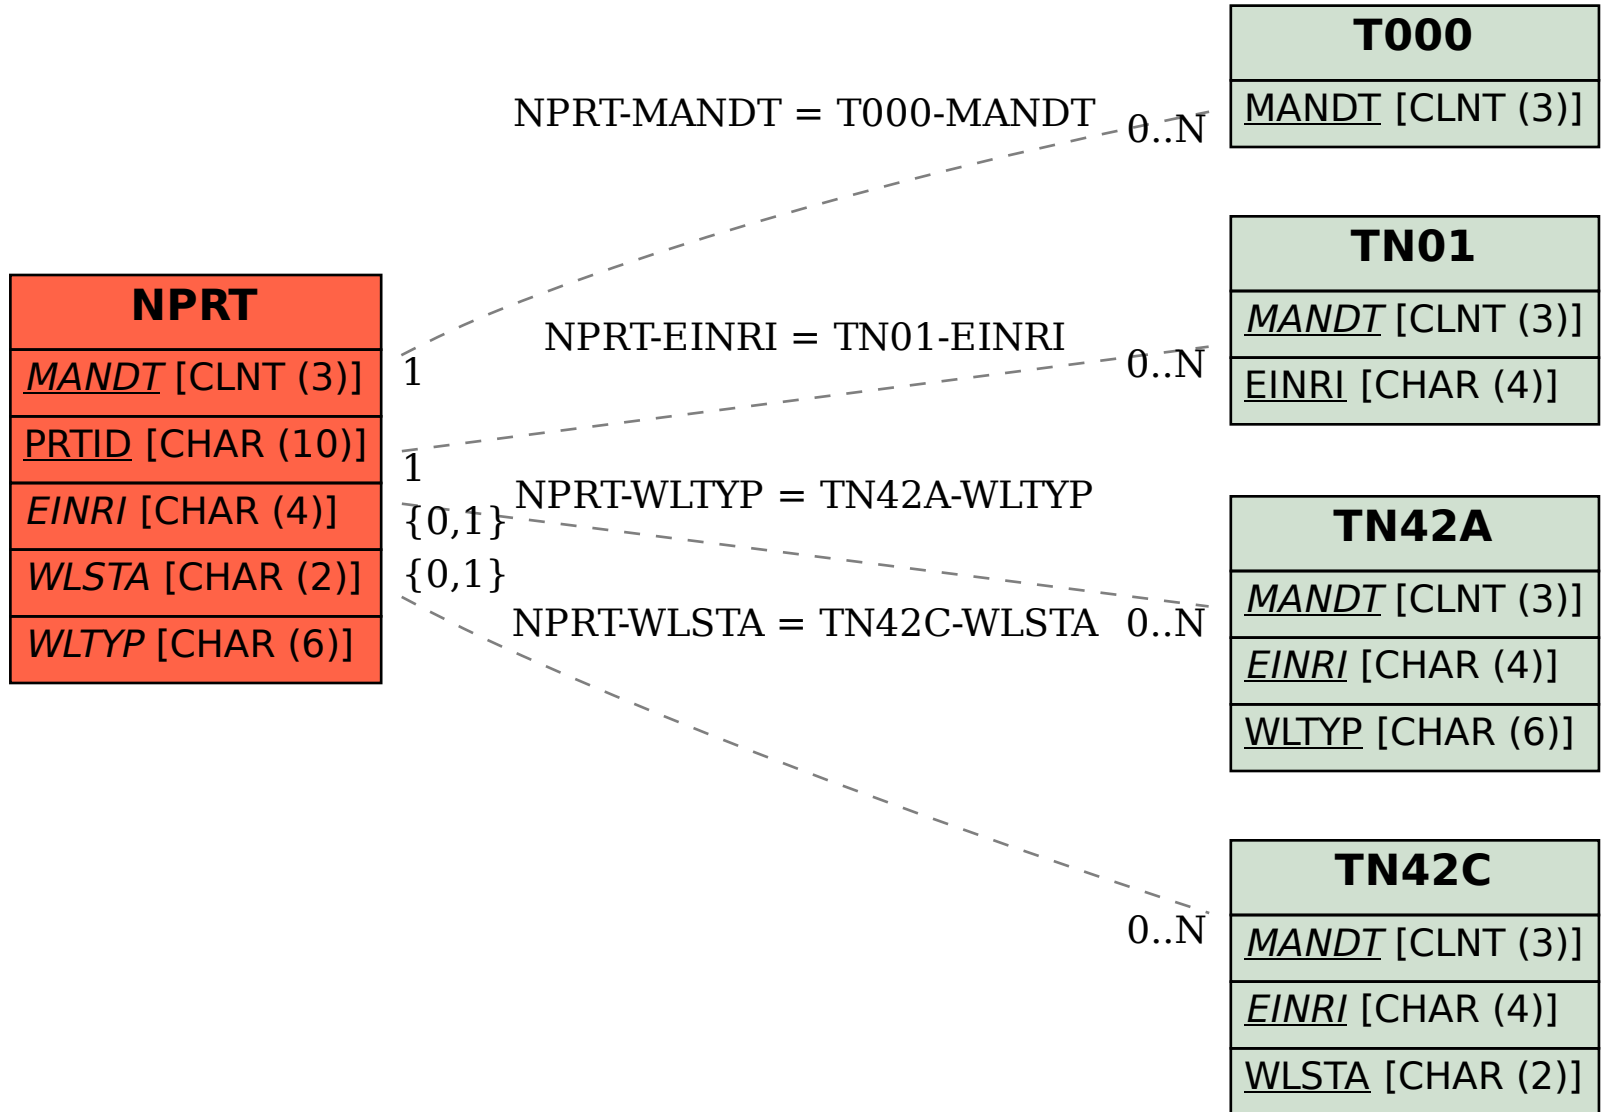 NPRT
MANDT [CLNT (3)]
PRTID [CHAR (10)]
EINRI [CHAR (4)]
WLSTA [CHAR (2)]
WLTYP [CHAR (6)]
NPRT-MANDT = T000-MANDT
0..N
1
NPRT-EINRI = TN01-EINRI
0..N
1
NPRT-WLTYP = TN42A-WLTYP
{0,1}
0..N
{0,1}
NPRT-WLSTA = TN42C-WLSTA
0..N
T000
MANDT [CLNT (3)]
TN01
MANDT [CLNT (3)]
EINRI [CHAR (4)]
TN42A
MANDT [CLNT (3)]
EINRI [CHAR (4)]
WLTYP [CHAR (6)]
TN42C
MANDT [CLNT (3)]
EINRI [CHAR (4)]
WLSTA [CHAR (2)]